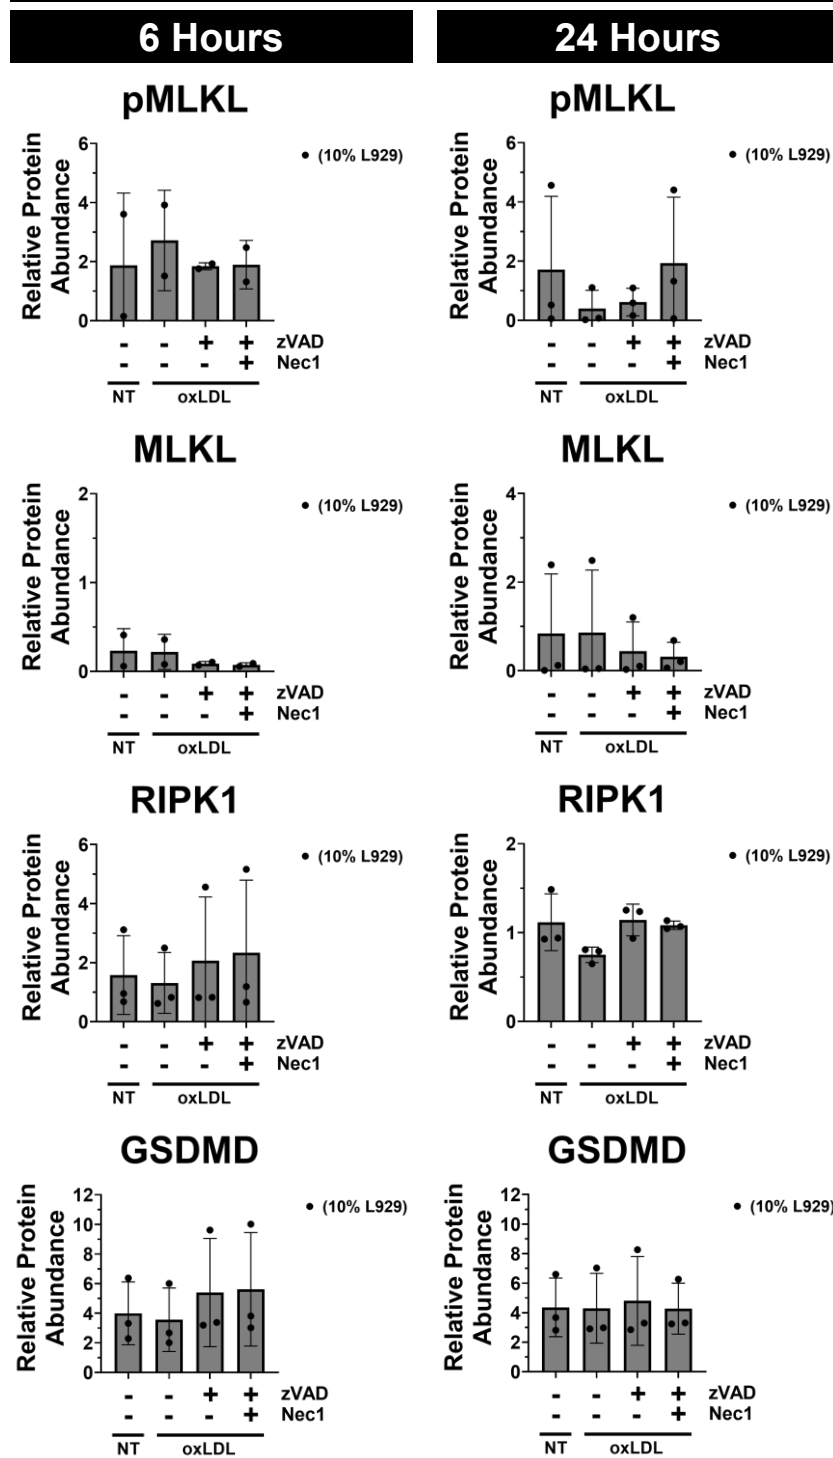 6 Hours
24 Hours
pMLKL
Relative Protein
Abundance
6
4
2
0
(10% L929)
- - + + zVAD
- - - + Nec1
NT oxLDL
pMLKL
Relative Protein
Abundance
6
4
2
0
(10% L929)
- - + + zVAD
- - - + Nec1
NT oxLDL
MLKL
Relative Protein
Abundance
2
1
0
(10% L929)
- - + + zVAD
- - - + Nec1
NT oxLDL
MLKL
Relative Protein
Abundance
4
2
0
(10% L929)
- - + + zVAD
- - - + Nec1
NT oxLDL
RIPK1
Relative Protein
Abundance
6
4
2
0
(10% L929)
- - + + zVAD
- - - + Nec1
NT oxLDL
RIPK1
Relative Protein
Abundance
2
1
0
(10% L929)
- - + + zVAD
- - - + Nec1
NT oxLDL
GSDMD
Relative Protein
Abundance
12
10
8
6
4
2
0
(10% L929)
- - + + zVAD
- - - + Nec1
NT oxLDL
GSDMD
Relative Protein
Abundance
12
10
8
6
4
2
0
(10% L929)
- - + + zVAD
- - - + Nec1
NT oxLDL